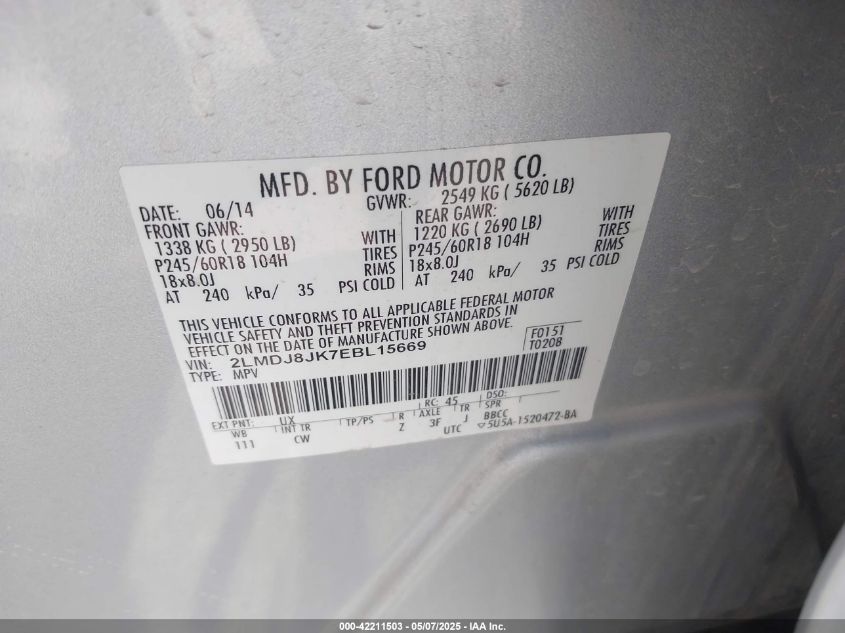 MFD. BY FORD MOTOR CO.
DATE: 06/14 GVWR: 2549 KG ( 5620 LB)
FRONT GAWR: REAR GAWR:
1338 KG ( 2950 LB) WITH 1220 KG ( 2690 LB) WITH
P245/60R18 104H TIRES P245/60R18 104H TIRES
18x8.0J RIMS 18x8.0J RIMS
AT 240 kPa/ 35 PSI COLD AT 240 kPa/ 35 PSI COLD
THIS VEHICLE CONFORMS TO ALL APPLICABLE FEDERAL MOTOR
VEHICLE SAFETY AND THEFT PREVENTION STANDARDS IN
EFFECT ON THE DATE OF MANUFACTURE SHOWN ABOVE.
F0151
VIN: 2LMDJ8JK7EBL15669 T0208
TYPE: MPV
EXT PNT: UX RC: 45 DSO:
WB INT TR TP/PS R AXLE TR SPR
111 CW Z 3F J BBCC
UTC 5U5A-1520472-BA
000-42211503 - 05/07/2025 - IAA Inc.